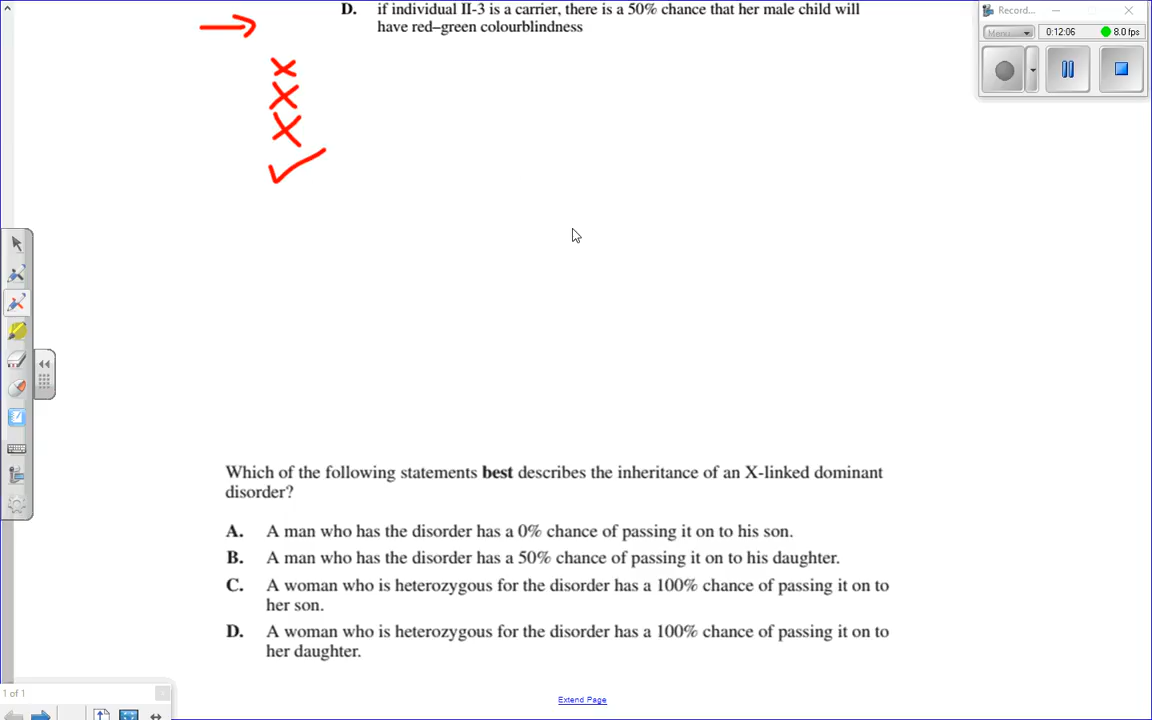 D. if individual II-3 is a carrier, there is a 50% chance that her male child will
have red–green colourblindness
Recor...
Menu
0:12:06
8.0 fps
Which of the following statements best describes the inheritance of an X-linked dominant
disorder?
A. A man who has the disorder has a 0% chance of passing it on to his son.
B. A man who has the disorder has a 50% chance of passing it on to his daughter.
C. A woman who is heterozygous for the disorder has a 100% chance of passing it on to
her son.
D. A woman who is heterozygous for the disorder has a 100% chance of passing it on to
her daughter.
1 of 1
Extend Page